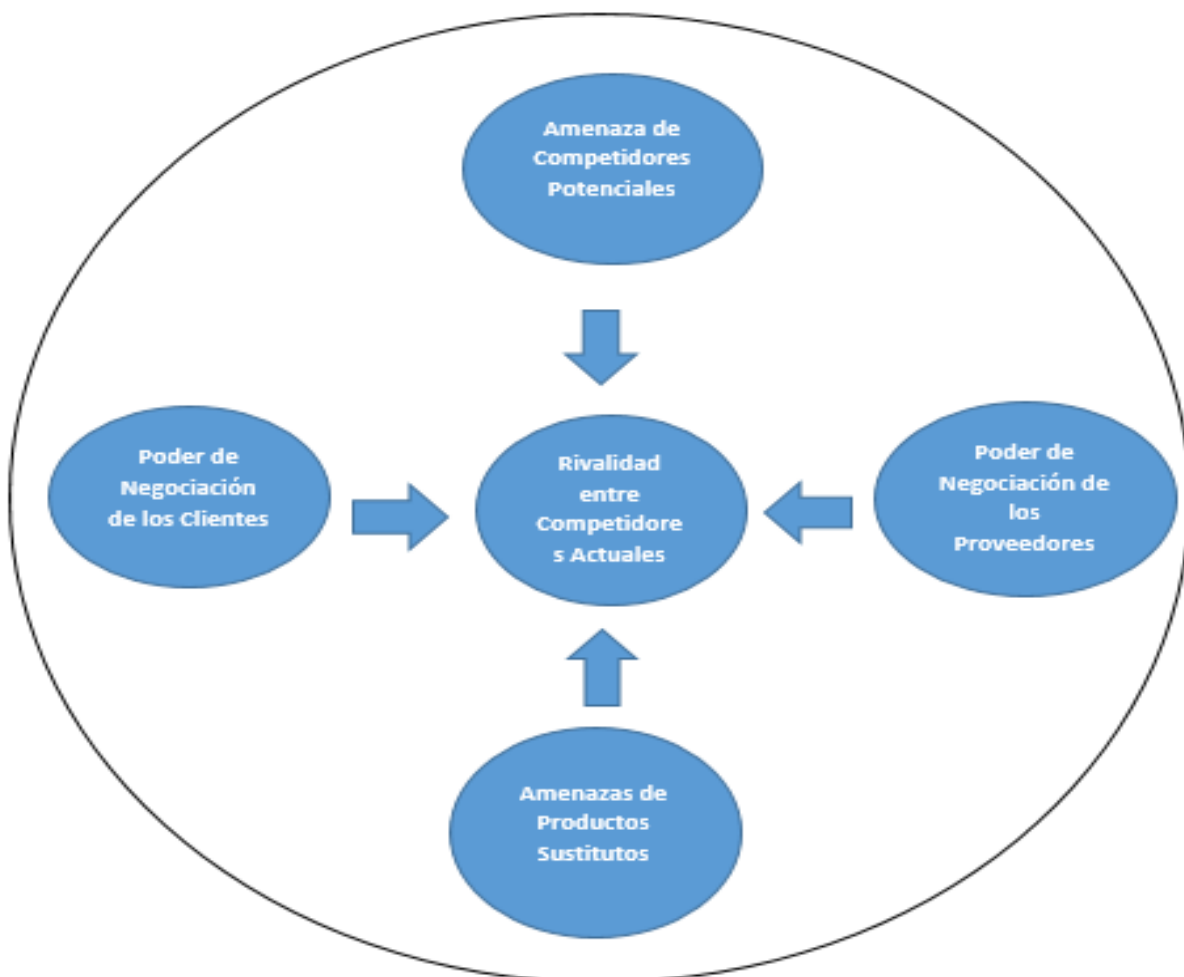 Amenaza de
Competidores
Potenciales
Poder de
Negociación
de los Clientes
Rivalidad
entre
Competidore
s Actuales
Poder de
Negociación de
los
Proveedores
Amenazas de
Productos
Sustitutos